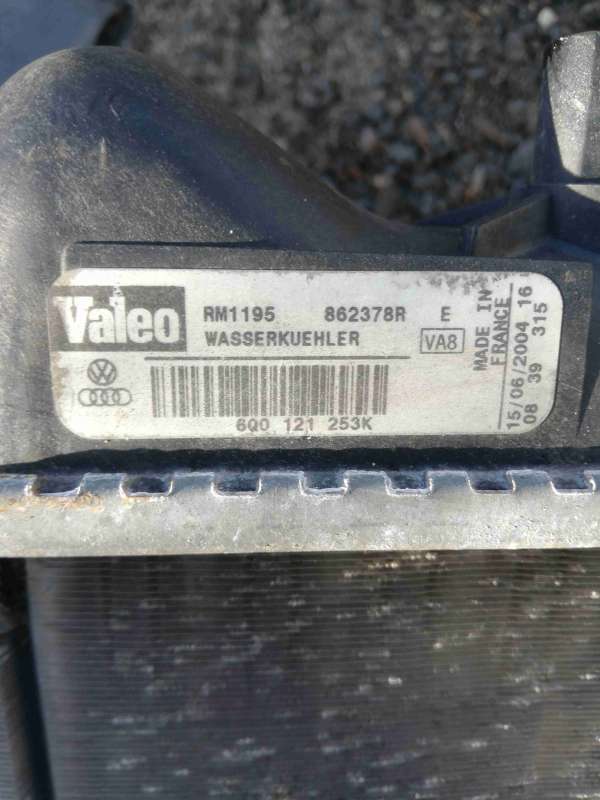 Valeo
RM1195 862378R E
WASSERKUEHLER VA8
6Q0 121 253K
MADE IN
FRANCE
15/06/2004 16
08 39 315